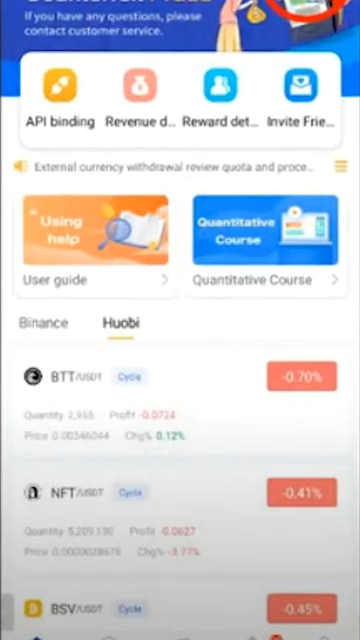 If you have any questions, please
contact customer service.
API binding
Revenue d...
Reward det...
Invite Frie...
External currency withdrawal review quota and proce...
Using
help
Quantitative
Course
User guide
Quantitative Course
Binance
Huobi
BTT/USDT
Cycle
-0.70%
Quantity 2,955 Profit -0.0724
Price 0.00346044 Chg% 0.12%
NFT/USDT
Cycle
-0.41%
Quantity 5,209,130 Profit -0.0627
Price 0.0000028676 Chg% -3.77%
BSV/USDT
Cycle
-0.45%